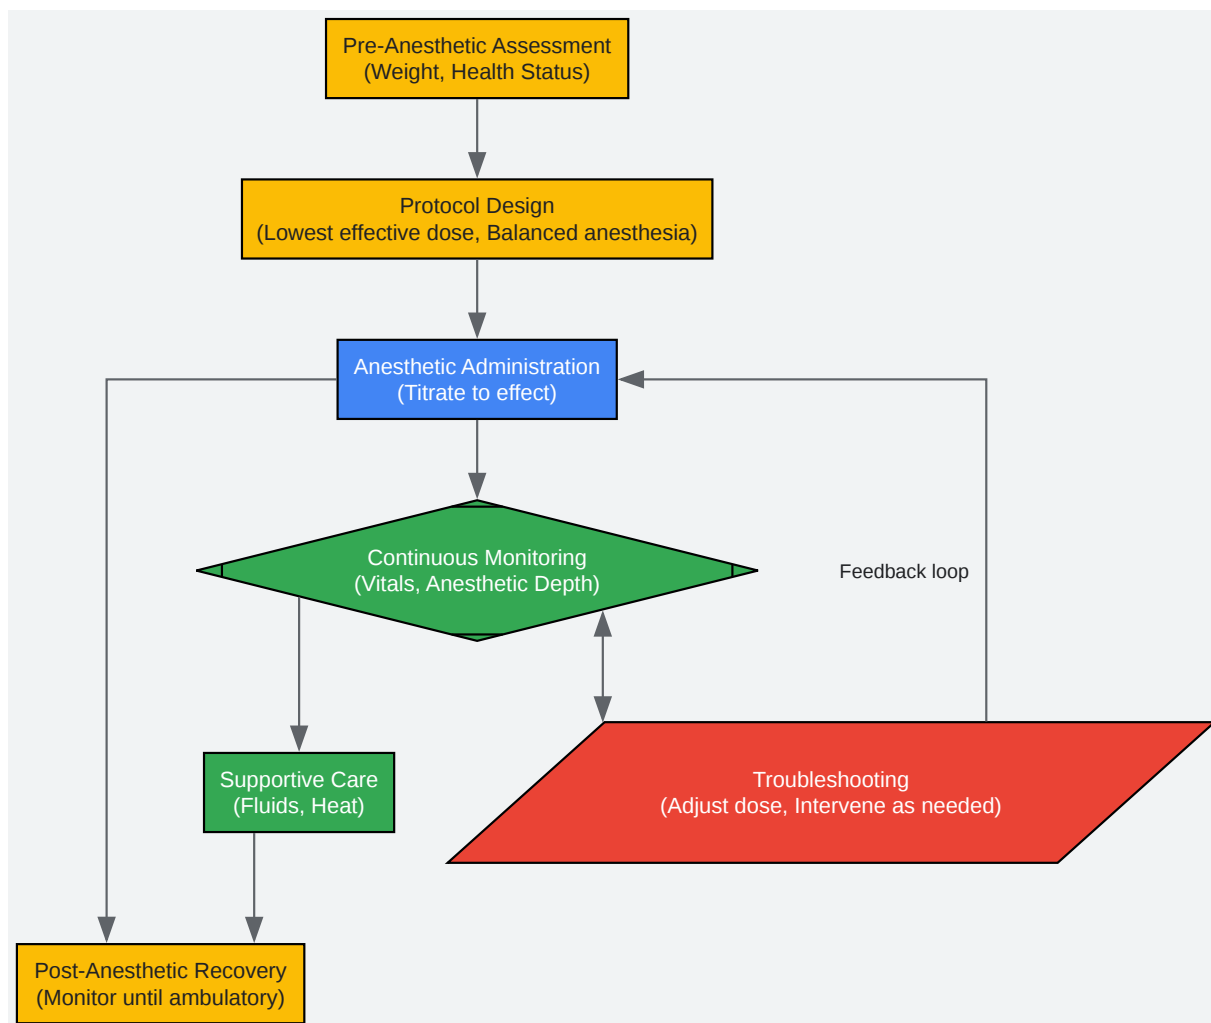 Pre-Anesthetic Assessment
(Weight, Health Status)
Protocol Design
(Lowest effective dose, Balanced anesthesia)
Anesthetic Administration
(Titrate to effect)
Continuous Monitoring
(Vitals, Anesthetic Depth)
Feedback loop
Supportive Care
(Fluids, Heat)
Troubleshooting
(Adjust dose, Intervene as needed)
Post-Anesthetic Recovery
(Monitor until ambulatory)